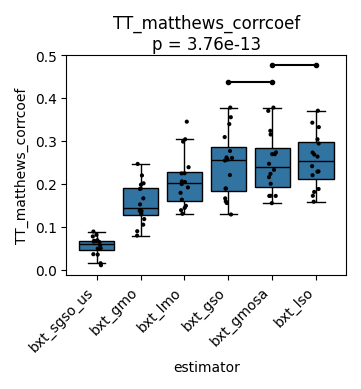 TT_matthews_corrcoef
p = 3.76e-13
TT_matthews_corrcoef
0.5
0.4
0.3
0.2
0.1
0.0
bxt_sgso_us
bxt_gmo
bxt_lmo
bxt_gso
bxt_gmosa
bxt_lso
estimator